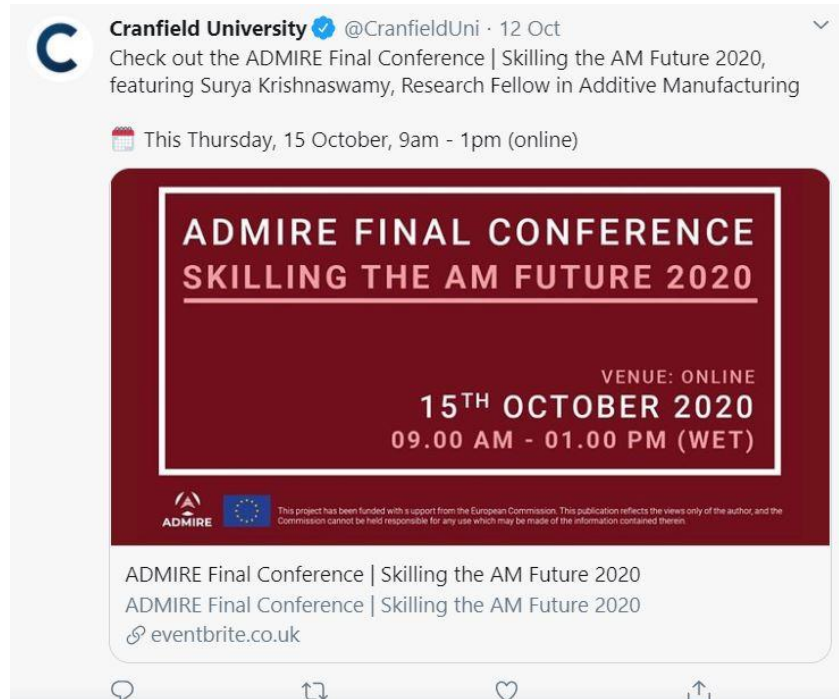 Cranfield University @CranfieldUni · 12 Oct
Check out the ADMIRE Final Conference | Skilling the AM Future 2020,
featuring Surya Krishnaswamy, Research Fellow in Additive Manufacturing
This Thursday, 15 October, 9am - 1pm (online)
ADMIRE FINAL CONFERENCE
SKILLING THE AM FUTURE 2020
VENUE: ONLINE
15TH OCTOBER 2020
09.00 AM - 01.00 PM (WET)
ADMIRE
This project has been funded with support from the European Commission. This publication reflects the views only of the author, and the
Commission cannot be held responsible for any use which may be made of the information contained therein
ADMIRE Final Conference | Skilling the AM Future 2020
ADMIRE Final Conference | Skilling the AM Future 2020
eventbrite.co.uk